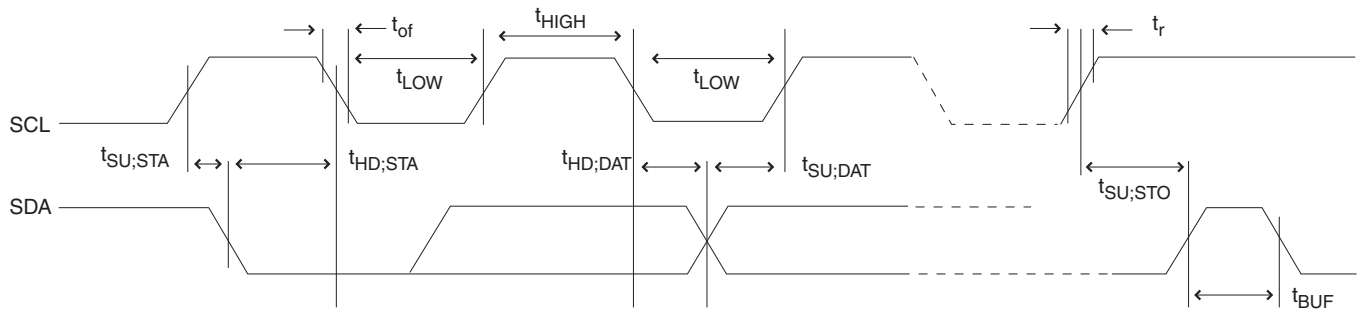 t_of
t_HIGH
t_r
t_LOW
t_LOW
SCL
t_SU;STA
t_HD;STA
t_HD;DAT
t_SU;DAT
t_SU;STO
SDA
t_BUF